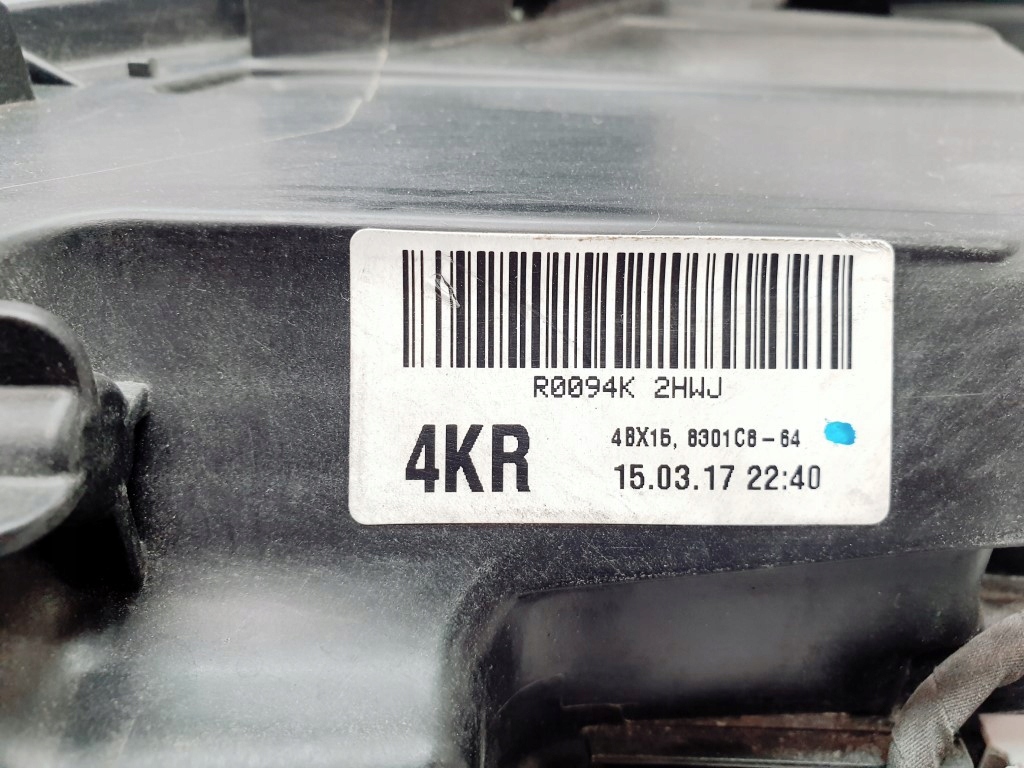 R0094K 2HWJ
4KR
4BX15, 8301C8-64
15.03.17 22:40